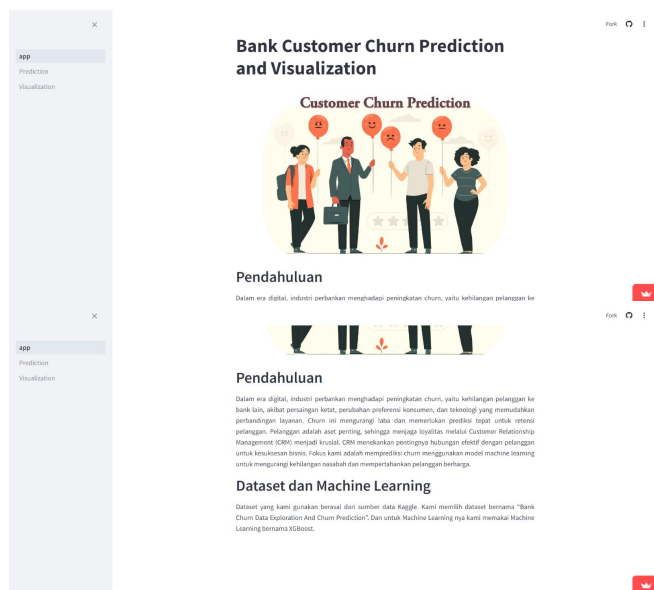 Fork
app
Prediction
Visualization
Bank Customer Churn Prediction
and Visualization
Customer Churn Prediction
Pendahuluan
Dalam era digital, industri perbankan menghadapi peningkatan churn, yaitu kehilangan pelanggan ke
Fork
app
Prediction
Visualization
Pendahuluan
Dalam era digital, industri perbankan menghadapi peningkatan churn, yaitu kehilangan pelanggan ke
bank lain, akibat persaingan ketat, perubahan preferensi konsumen, dan teknologi yang memudahkan
perbandingan layanan. Churn ini mengurangi laba dan memerlukan prediksi tepat untuk retensi
pelanggan. Pelanggan adalah aset penting, sehingga menjaga loyalitas melalui Customer Relationship
Management (CRM) menjadi krusial. CRM menekankan pentingnya hubungan efektif dengan pelanggan
untuk kesuksesan bisnis. Fokus kami adalah memprediksi churn menggunakan model machine learning
untuk mengurangi kehilangan nasabah dan mempertahankan pelanggan berharga.
Dataset dan Machine Learning
Dataset yang kami gunakan berasal dari sumber data Kaggle. Kami memilih dataset bernama "Bank
Churn Data Exploration And Churn Prediction". Dan untuk Machine Learning nya kami memakai Machine
Learning bernama XGBoost.